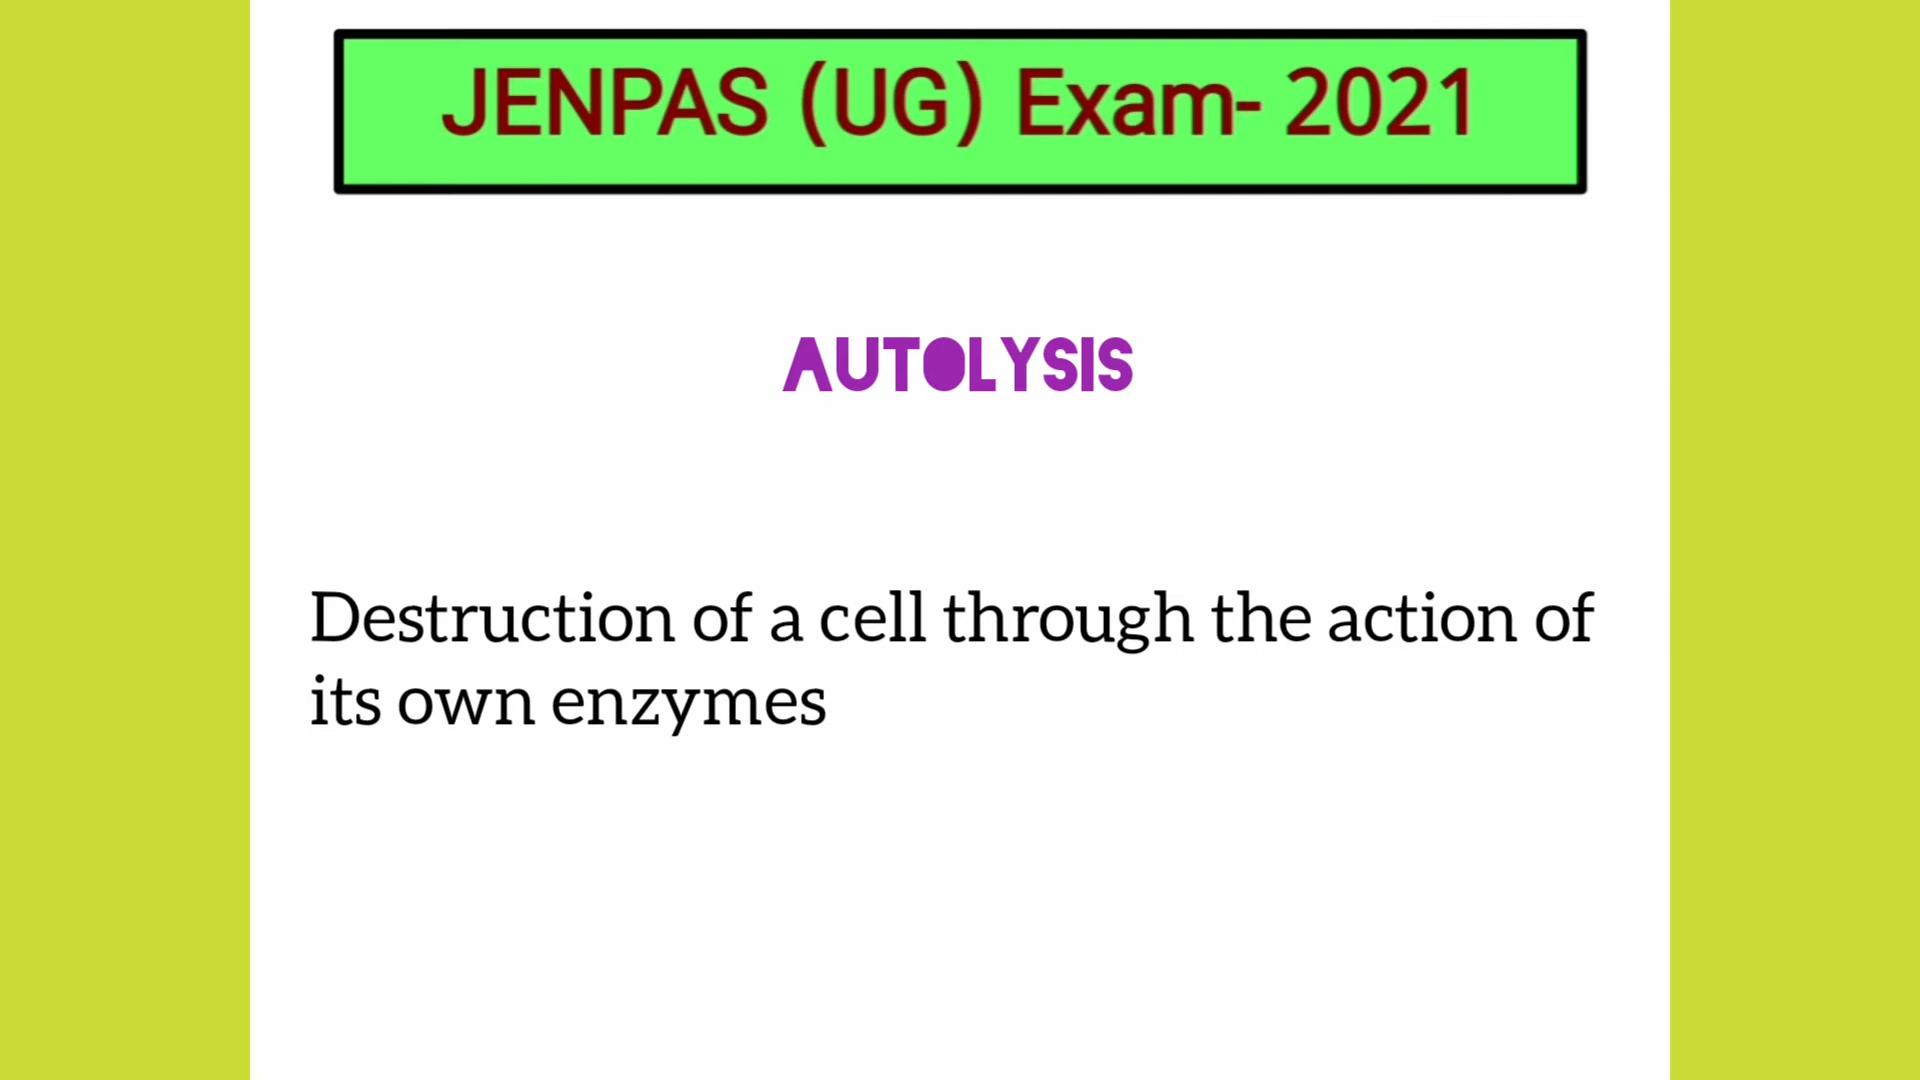 JENPAS (UG) Exam- 2021
AUTOLYSIS
Destruction of a cell through the action of
its own enzymes